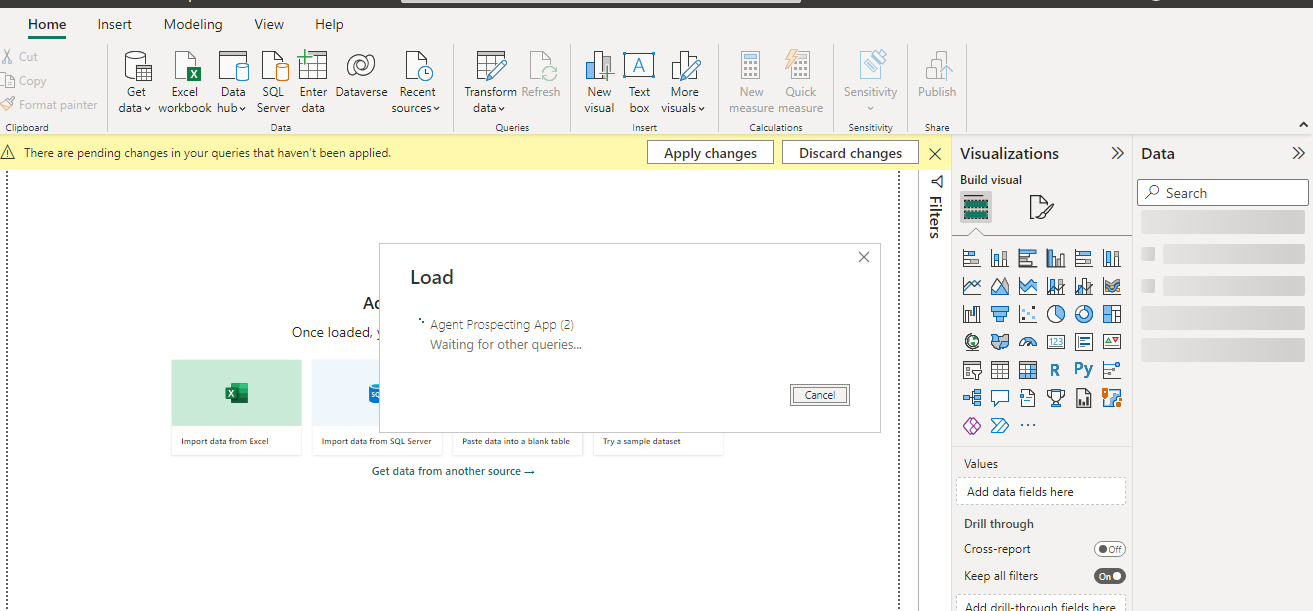 Home Insert Modeling View Help
Cut
Copy
Format painter
Clipboard
Get data
Excel workbook
Data hub
SQL Server
Enter data
Dataverse
Recent sources
Data
Transform data
Refresh
Queries
New visual
Text box
More visuals
Insert
New measure
Quick measure
Calculations
Sensitivity
Sensitivity
Publish
Share
There are pending changes in your queries that haven't been applied.
Apply changes
Discard changes
Filters
Load
Agent Prospecting App (2)
Waiting for other queries...
Cancel
Once loaded,
Import data from Excel
Import data from SQL Server
Paste data into a blank table
Try a sample dataset
Get data from another source →
Visualizations
Build visual
123
R
Py
...
Values
Add data fields here
Drill through
Cross-report
Off
Keep all filters
On
Add drill-through fields here
Data
Search